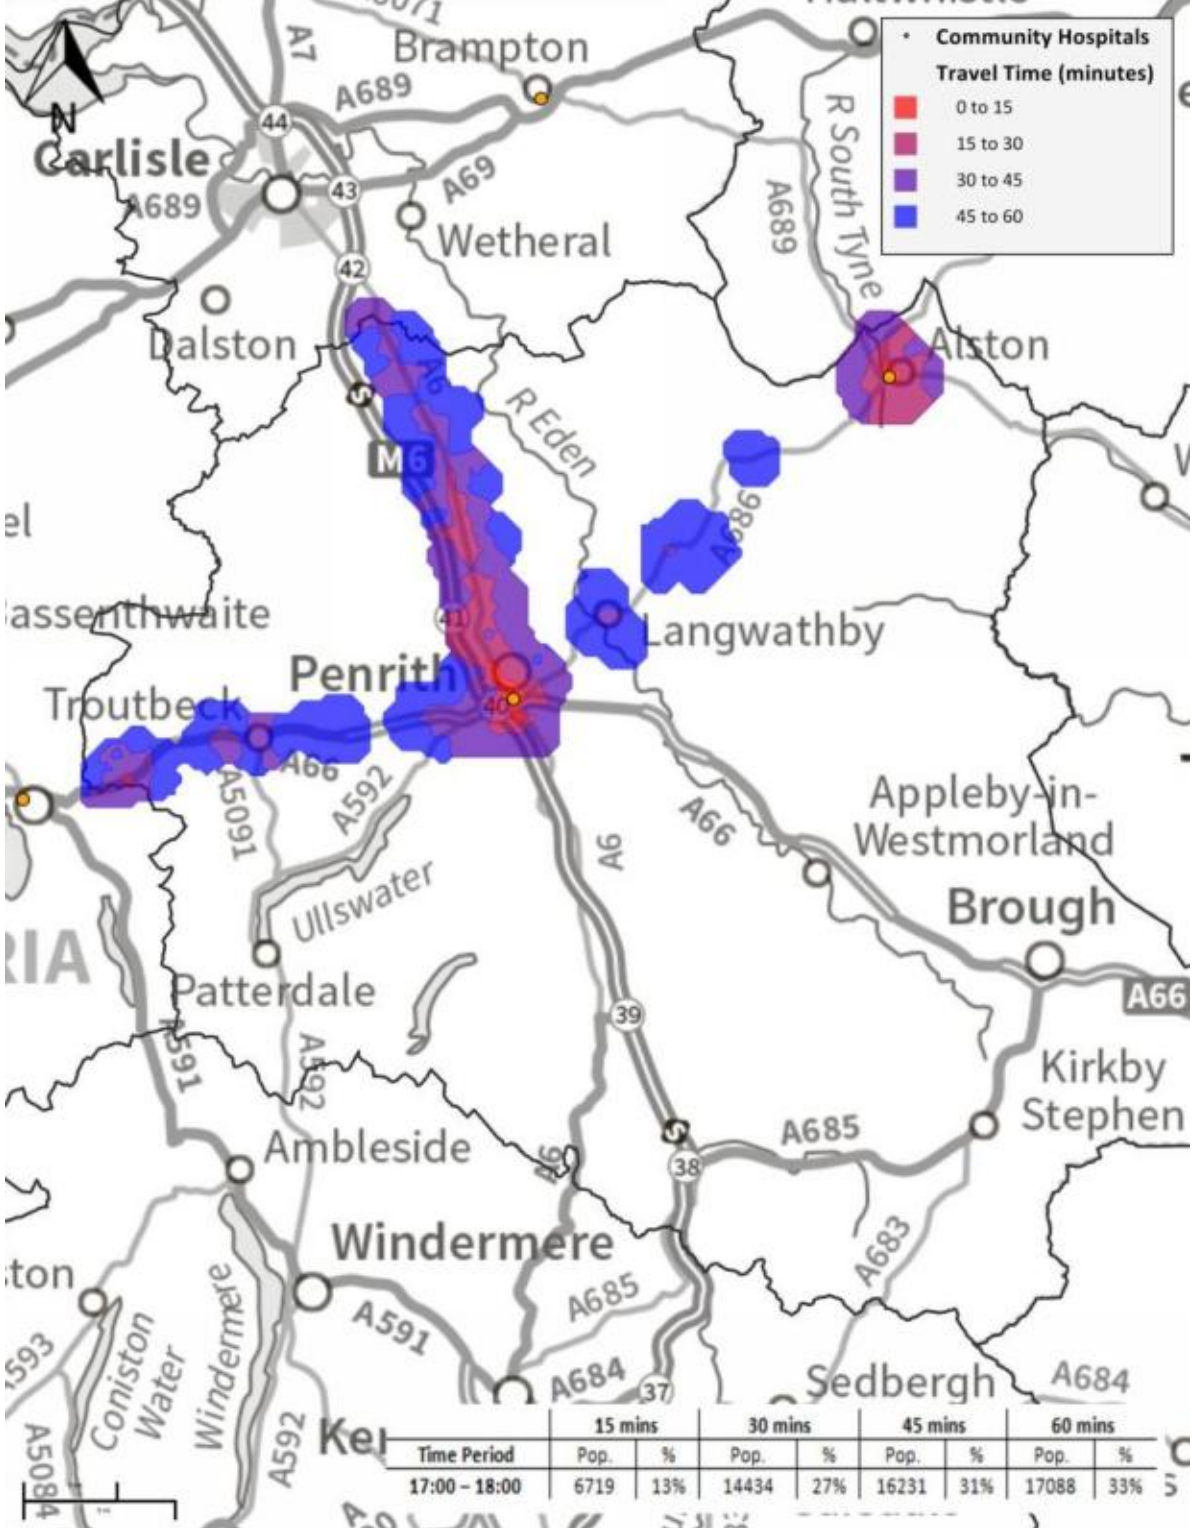 Brampton
A7
A689
44
N
Carlisle
A689
43
A69
Wetheral
42
Dalston
A6
R Eden
M6
R South Tyne
A689
Alston
A686
Langwathby
41
Penrith
40
Troutbeck
A66
A5091
A592
Ullswater
Patterdale
A591
A592
A6
A66
Appleby-in-
Westmorland
Brough
A66
39
Kirkby
Stephen
A685
38
A6
A683
Ambleside
Windermere
A591
A685
A684
37
Sedbergh
A684
Coniston
Water
Windermere
A592
A5084
Community Hospitals
Travel Time (minutes)
0 to 15
15 to 30
30 to 45
45 to 60
15 mins 30 mins 45 mins 60 mins
Time Period Pop. % Pop. % Pop. % Pop. %
17:00 – 18:00 6719 13% 14434 27% 16231 31% 17088 33%